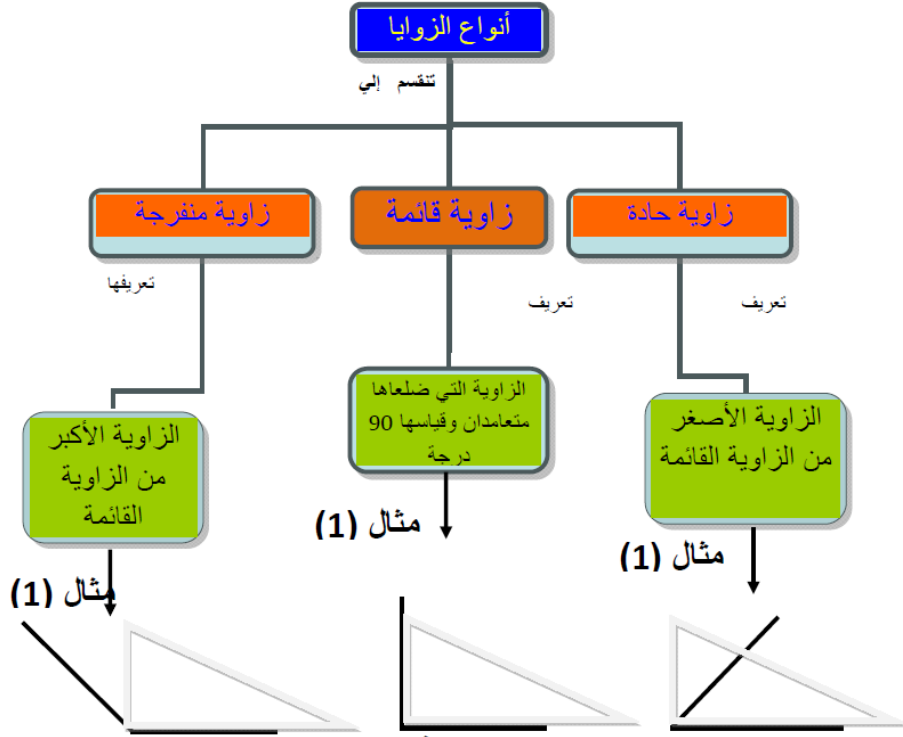 أنواع الزوايا
تنقسم إلي
زاوية حادة
زاوية قائمة
زاوية منفرجة
تعريف
تعريف
تعريفها
الزاوية الأصغر
من الزاوية القائمة
الزاوية التي ضلعاها
متعامدان وقياسها 90
درجة
الزاوية الأكبر
من الزاوية
القائمة
مثال (1)
مثال (1)
مثال (1)